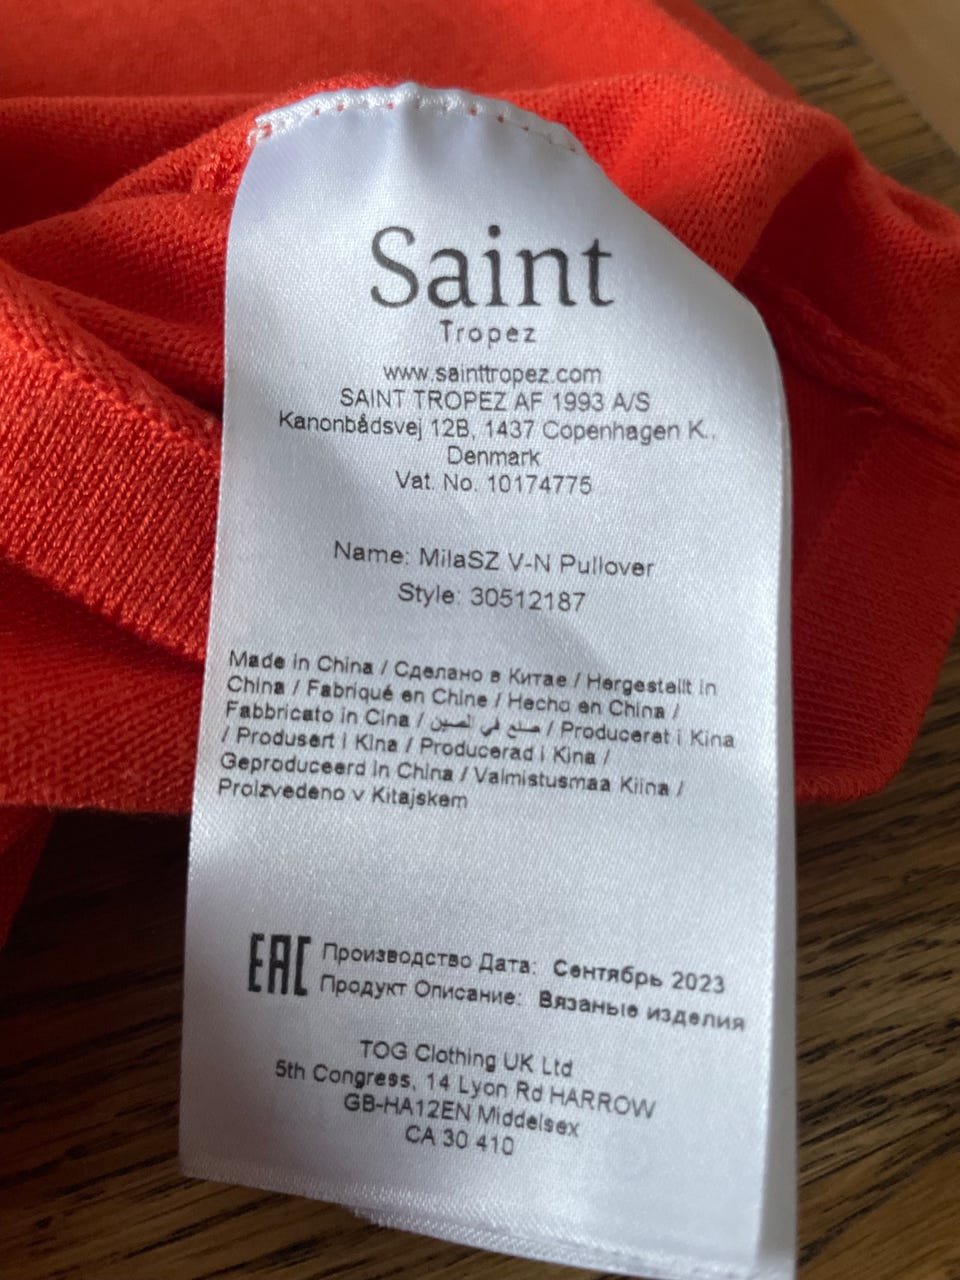 Saint
Tropez
www.sainttropez.com
SAINT TROPEZ AF 1993 A/S
Kanonbådsvej 12B, 1437 Copenhagen K.,
Denmark
Vat. No. 10174775
Name: MilaSZ V-N Pullover
Style: 30512187
Made in China / Сделано в Китае / Hergestellt in
China / Fabriqué en Chine / Hecho en China /
Fabbricato in Cina / صنع في الصين / Produceret i Kina
/ Produsert i Kina / Producerad i Kina /
Geproduceerd in China / Valmistusmaa Kiina /
Proizvedeno v Kitajskem
EAC Производство Дата: Сентябрь 2023
Продукт Описание: Вязаные изделия
TOG Clothing UK Ltd
5th Congress, 14 Lyon Rd HARROW
GB-HA12EN Middelsex
CA 30 410